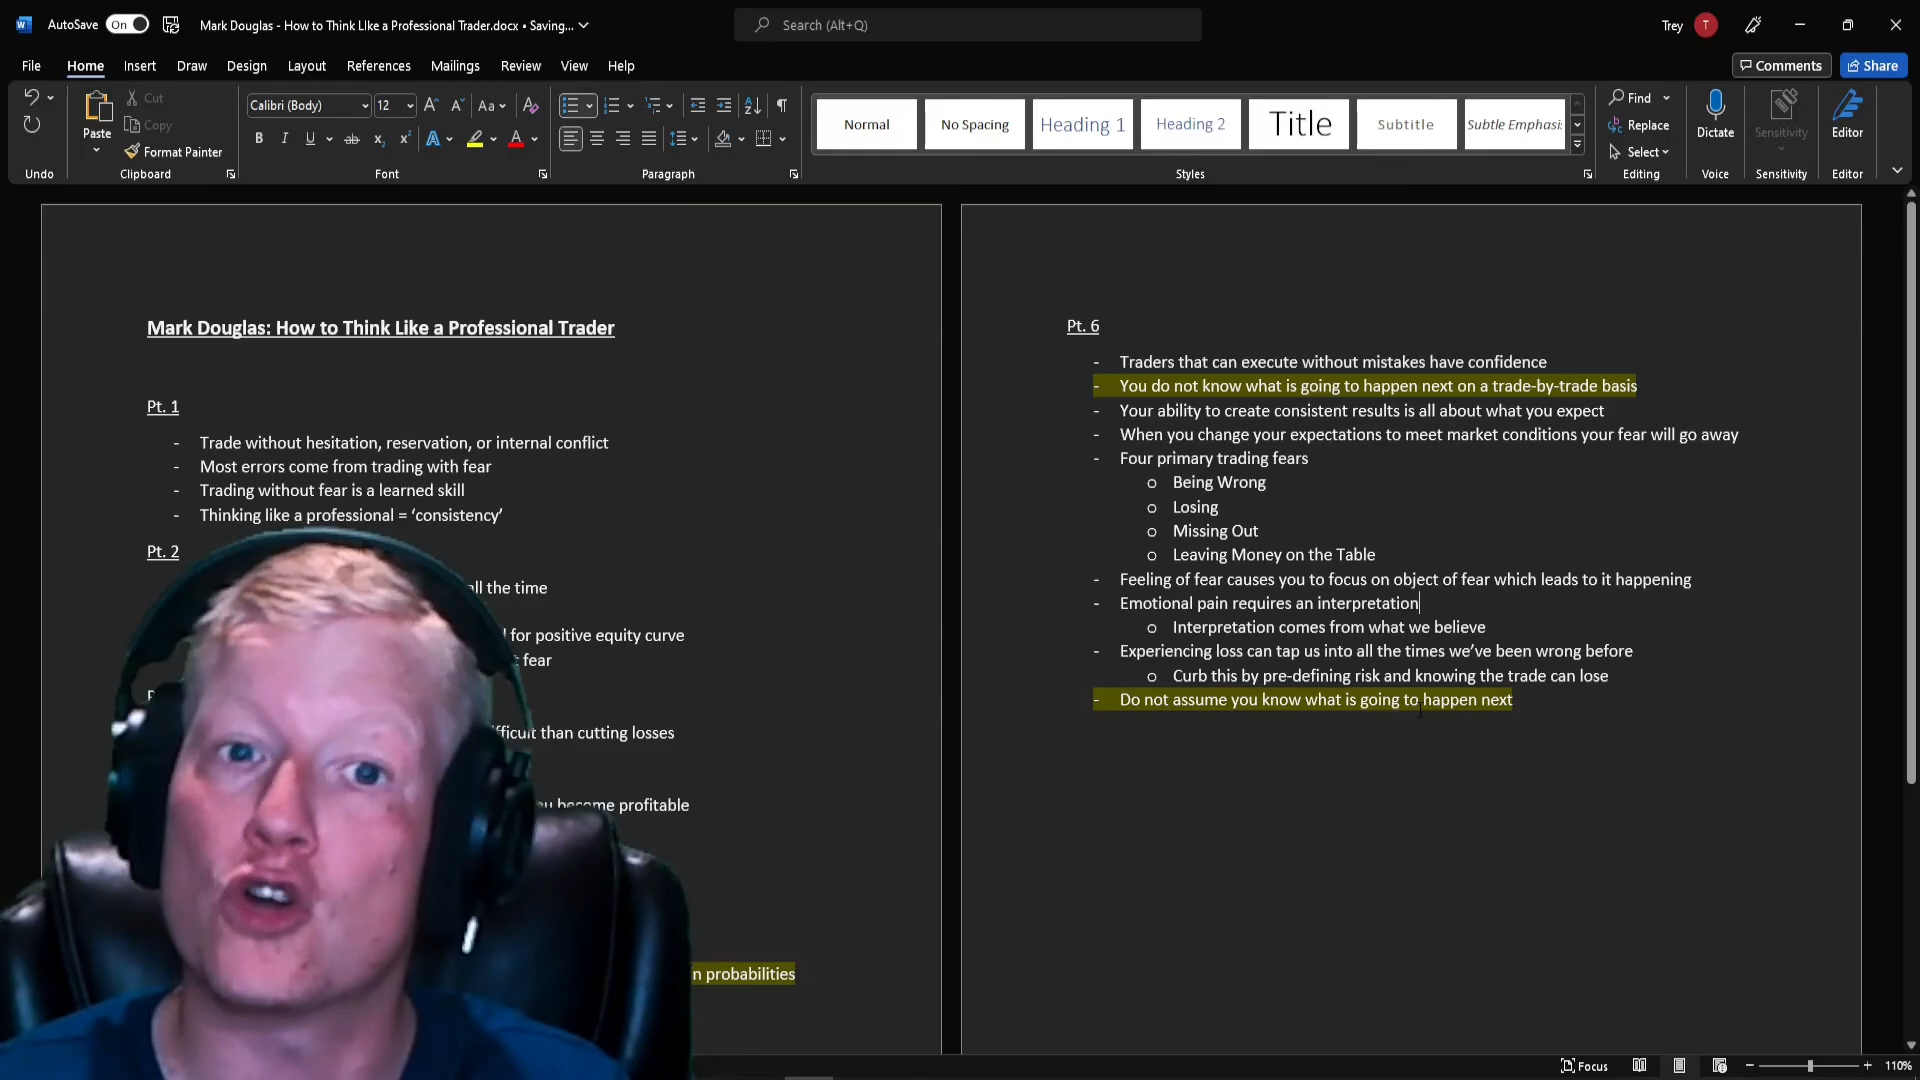 AutoSave On Mark Douglas - How to Think LIke a Professional Trader.docx • Saving... Search (Alt+Q) Trey T
File Home Insert Draw Design Layout References Mailings Review View Help Comments Share
Paste Cut Copy Format Painter
Calibri (Body) 12
Normal No Spacing Heading 1 Heading 2 Title Subtitle Subtle Emphasi
Find Replace Select Dictate Sensitivity Editor
Undo Clipboard Font Paragraph Styles Editing Voice Sensitivity Editor
Mark Douglas: How to Think Like a Professional Trader
Pt. 1
- Trade without hesitation, reservation, or internal conflict
- Most errors come from trading with fear
- Trading without fear is a learned skill
- Thinking like a professional = ‘consistency’
Pt. 2
all the time
for positive equity curve
fear
than cutting losses
become profitable
probabilities
Pt. 6
- Traders that can execute without mistakes have confidence
- You do not know what is going to happen next on a trade-by-trade basis
- Your ability to create consistent results is all about what you expect
- When you change your expectations to meet market conditions your fear will go away
- Four primary trading fears
o Being Wrong
o Losing
o Missing Out
o Leaving Money on the Table
- Feeling of fear causes you to focus on object of fear which leads to it happening
- Emotional pain requires an interpretation
o Interpretation comes from what we believe
- Experiencing loss can tap us into all the times we’ve been wrong before
o Curb this by pre-defining risk and knowing the trade can lose
- Do not assume you know what is going to happen next
Focus 110%